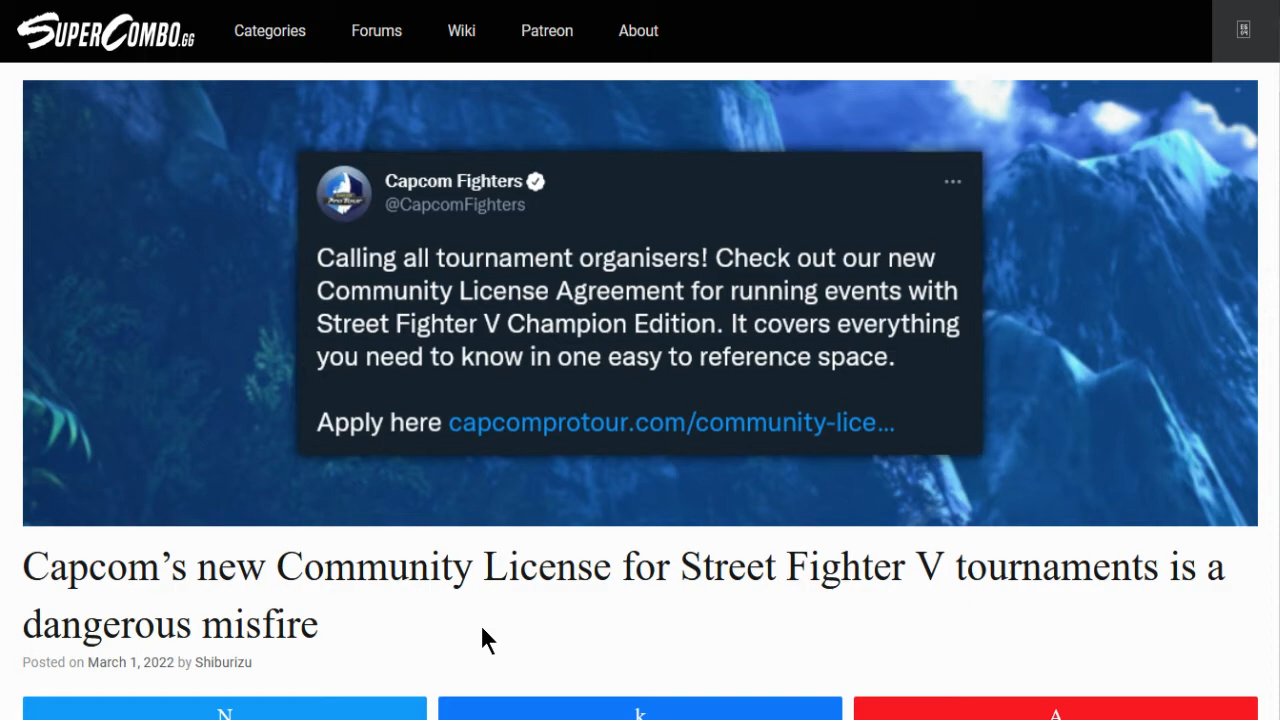 SUPERCOMBO.GG
Categories
Forums
Wiki
Patreon
About
Capcom Fighters
@CapcomFighters
Calling all tournament organisers! Check out our new
Community License Agreement for running events with
Street Fighter V Champion Edition. It covers everything
you need to know in one easy to reference space.
Apply here capcomprotour.com/community-lice...
Capcom’s new Community License for Street Fighter V tournaments is a
dangerous misfire
Posted on March 1, 2022 by Shiburizu
N
k
A